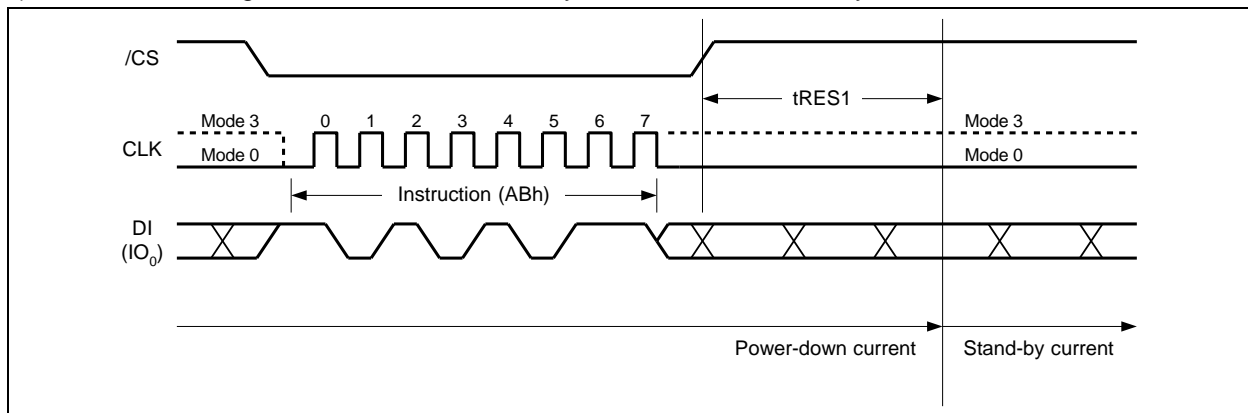 /CS
tRES1
Mode 3 0 1 2 3 4 5 6 7 Mode 3
CLK
Mode 0 Mode 0
Instruction (ABh)
DI
(IO0)
Power-down current Stand-by current